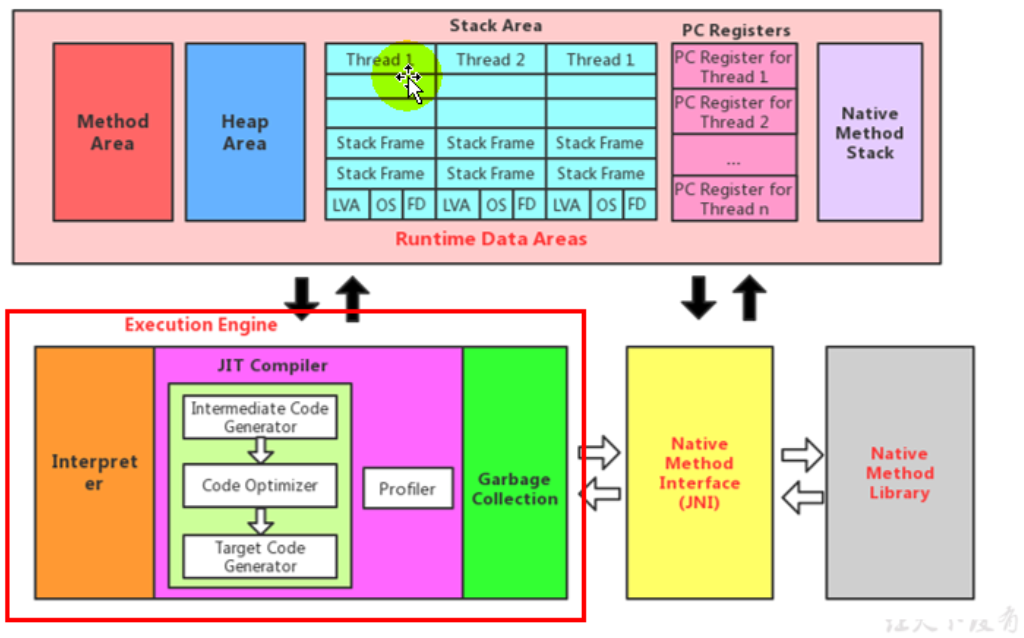 Stack Area
PC Registers
Method
Area
Heap
Area
Thread 1
Thread 2
Thread 1
Stack Frame
Stack Frame
Stack Frame
Stack Frame
Stack Frame
Stack Frame
LVA
OS
FD
LVA
OS
FD
LVA
OS
FD
PC Register for
Thread 1
PC Register for
Thread 2
...
PC Register for
Thread n
Native
Method
Stack
Runtime Data Areas
Execution Engine
Interpret
er
JIT Compiler
Intermediate Code
Generator
Code Optimizer
Target Code
Generator
Profiler
Garbage
Collection
Native
Method
Interface
(JNI)
Native
Method
Library